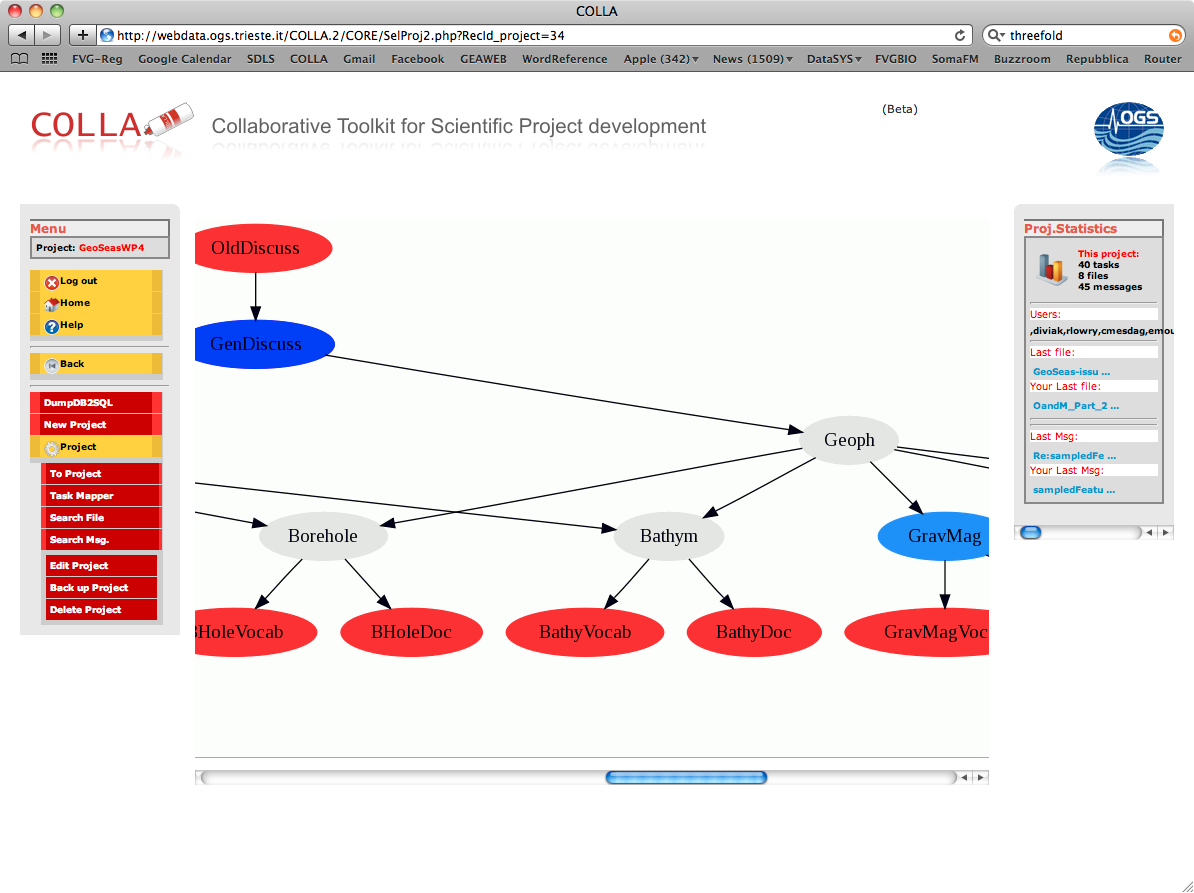 COLLA
http://webdata.ogs.trieste.it/COLLA.2/CORE/SelProj2.php?RecId_project=34
threefold
FVG-Reg Google Calendar SDLS COLLA Gmail Facebook GEAWEB WordReference Apple (342) News (1509) DataSYS FVGBIO SomaFM Buzzroom Repubblica Router
COLLA
Collaborative Toolkit for Scientific Project development
(Beta)
OGS
Menu
Project: GeoSeasWP4
Log out
Home
Help
Back
DumpDB2SQL
New Project
Project
To Project
Task Mapper
Search File
Search Msg.
Edit Project
Back up Project
Delete Project
OldDiscuss
GenDiscuss
Geoph
Borehole
Bathym
GravMag
BHoleVocab
BHoleDoc
BathyVocab
BathyDoc
GravMagVoc
Proj.Statistics
This project:
40 tasks
8 files
45 messages
Users:
,diviak,rlowry,cmesdag,emou
Last file:
GeoSeas-issu ...
Your Last file:
OandM_Part_2 ...
Last Msg:
Re:sampledFe ...
Your Last Msg:
sampledFeatu ...